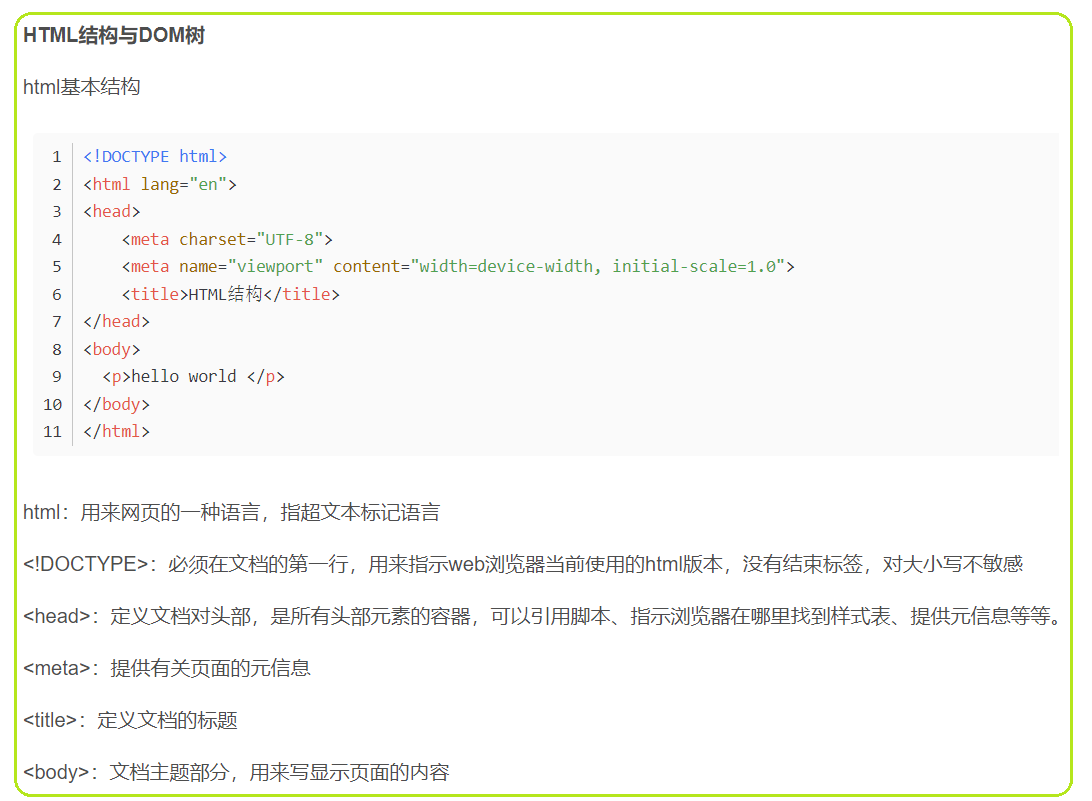 HTML结构与DOM树
html基本结构
1 <!DOCTYPE html>
2 <html lang="en">
3 <head>
4     <meta charset="UTF-8">
5     <meta name="viewport" content="width=device-width, initial-scale=1.0">
6     <title>HTML结构</title>
7 </head>
8 <body>
9   <p>hello world </p>
10 </body>
11 </html>
html：用来网页的一种语言，指超文本标记语言
<!DOCTYPE>：必须在文档的第一行，用来指示web浏览器当前使用的html版本，没有结束标签，对大小写不敏感
<head>：定义文档对头部，是所有头部元素的容器，可以引用脚本、指示浏览器在哪里找到样式表、提供元信息等等。
<meta>：提供有关页面的元信息
<title>：定义文档的标题
<body>：文档主题部分，用来写显示页面的内容